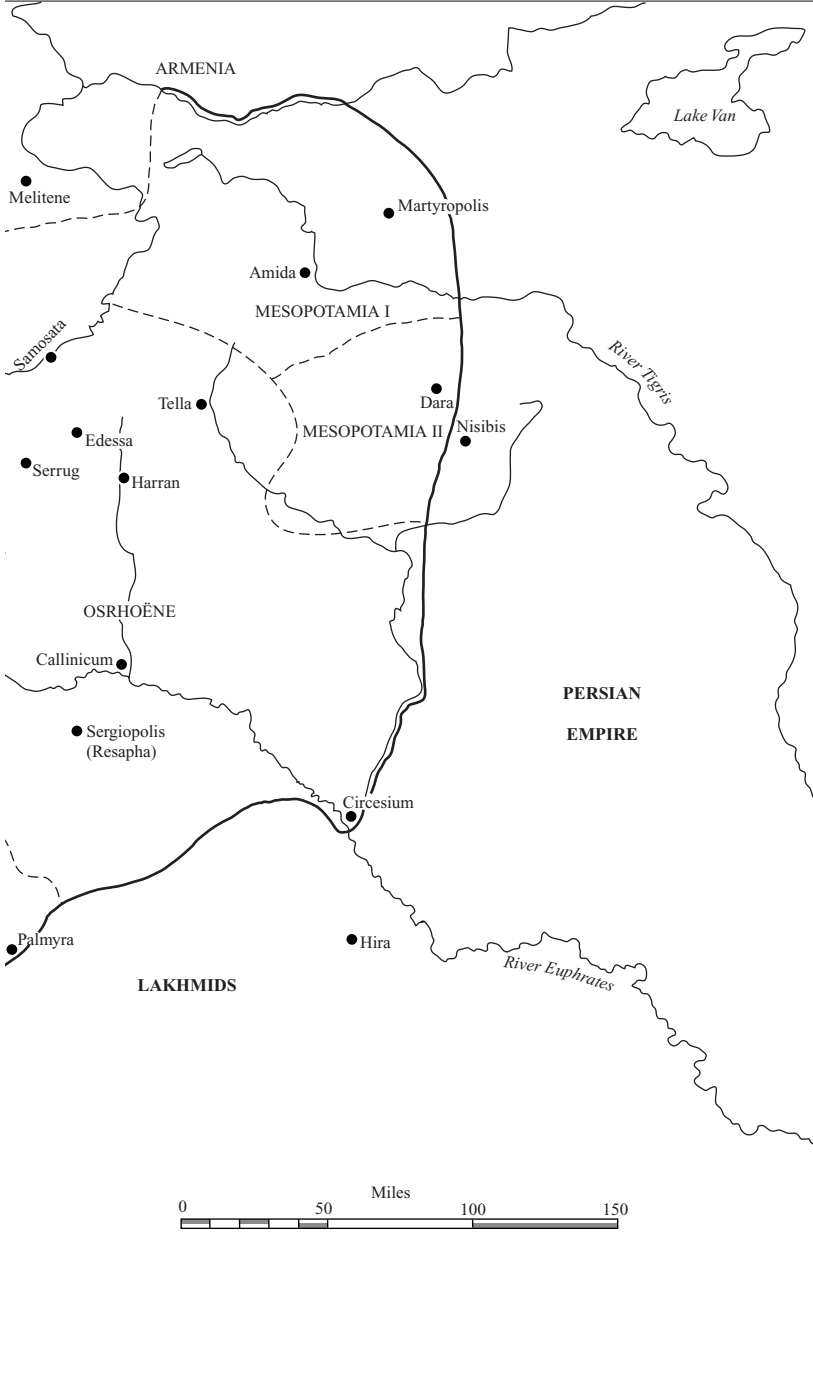 ARMENIA
Lake Van
Melitene
Martyropolis
Amida
MESOPOTAMIA I
Samosata
River Tigris
Tella
Dara
Edessa
MESOPOTAMIA II
Nisibis
Serrug
Harran
OSRHOËNE
Callinicum
PERSIAN
EMPIRE
Sergiopolis
(Resapha)
Circesium
Palmyra
Hira
River Euphrates
LAKHMIDS
Miles
0 50 100 150